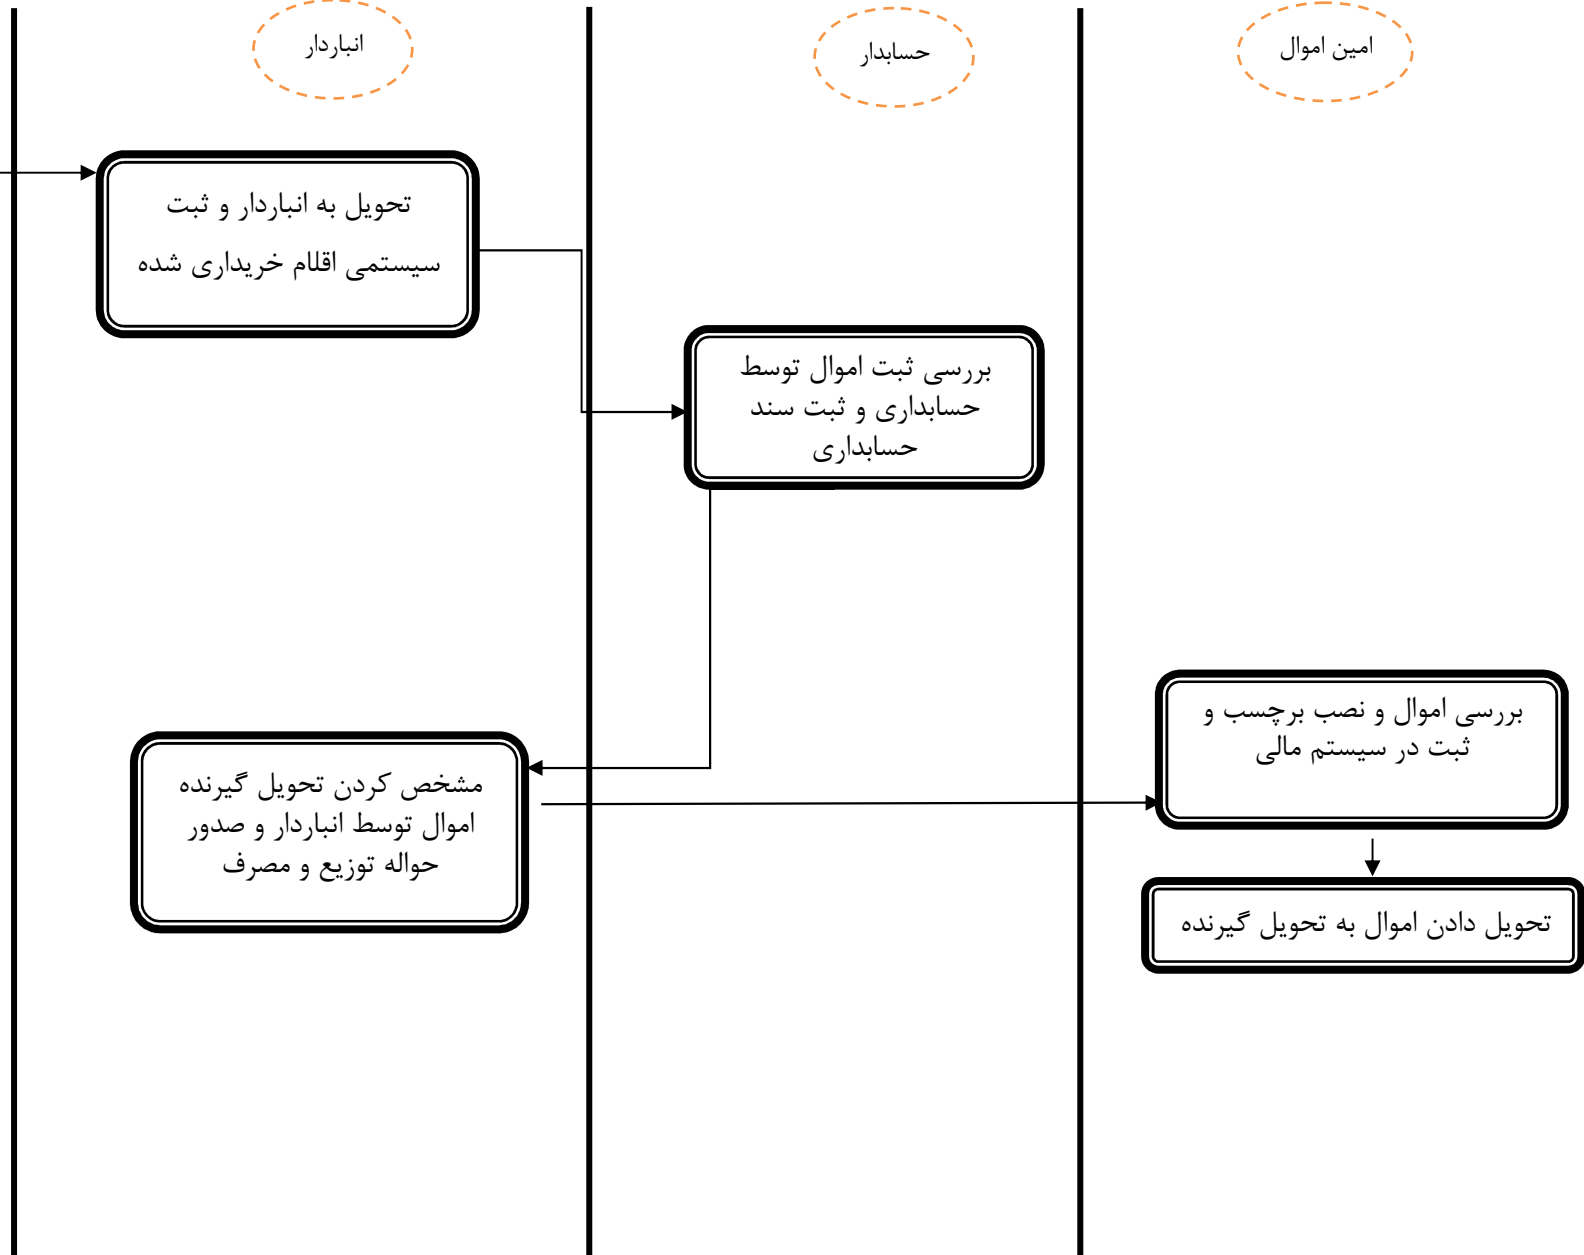 انباردار
حسابدار
امین اموال
تحویل به انباردار و ثبت
سیستمی اقلام خریداری شده
بررسی ثبت اموال توسط
حسابداری و ثبت سند
حسابداری
مشخص کردن تحویل گیرنده
اموال توسط انباردار و صدور
حواله توزیع و مصرف
بررسی اموال و نصب برچسب و
ثبت در سیستم مالی
تحویل دادن اموال به تحویل گیرنده